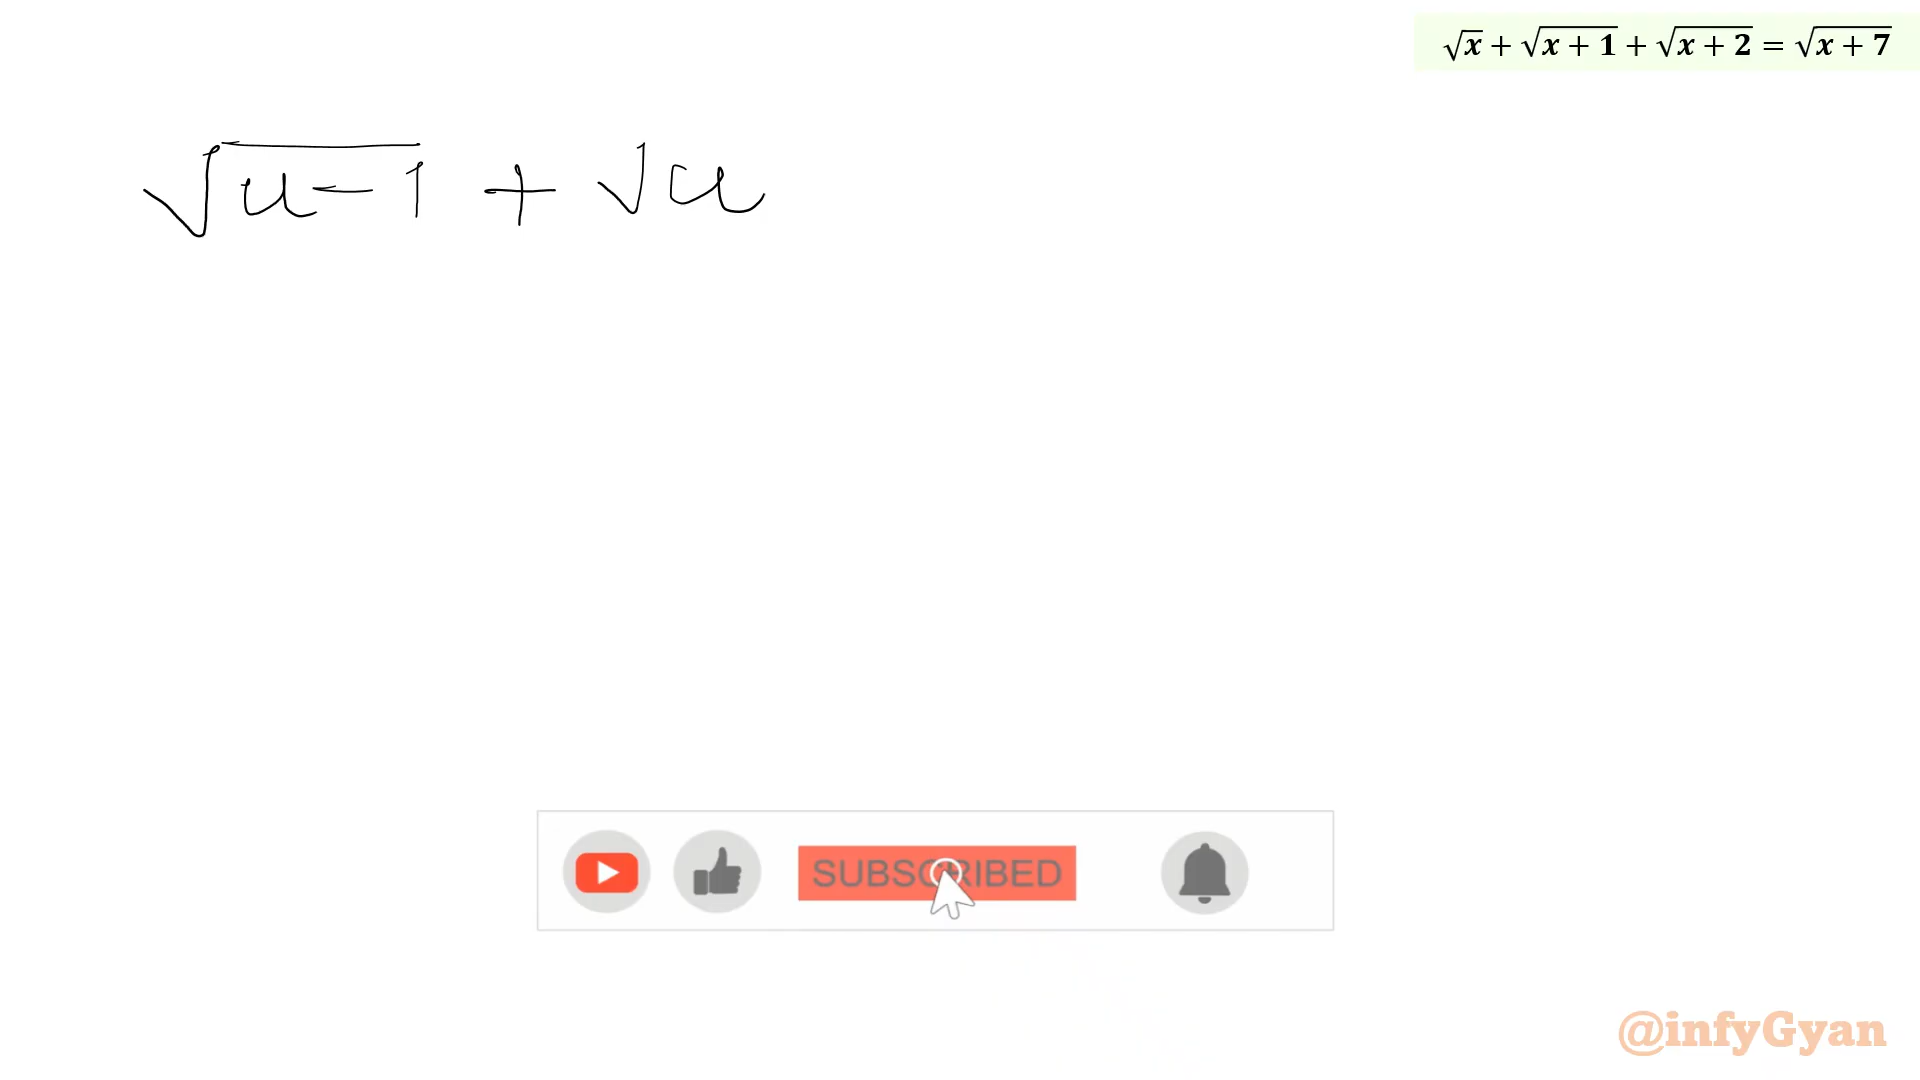 √x + √(x + 1) + √(x + 2) = √(x + 7)
√(u-1) + √u
SUBSCRIBED
@infyGyan